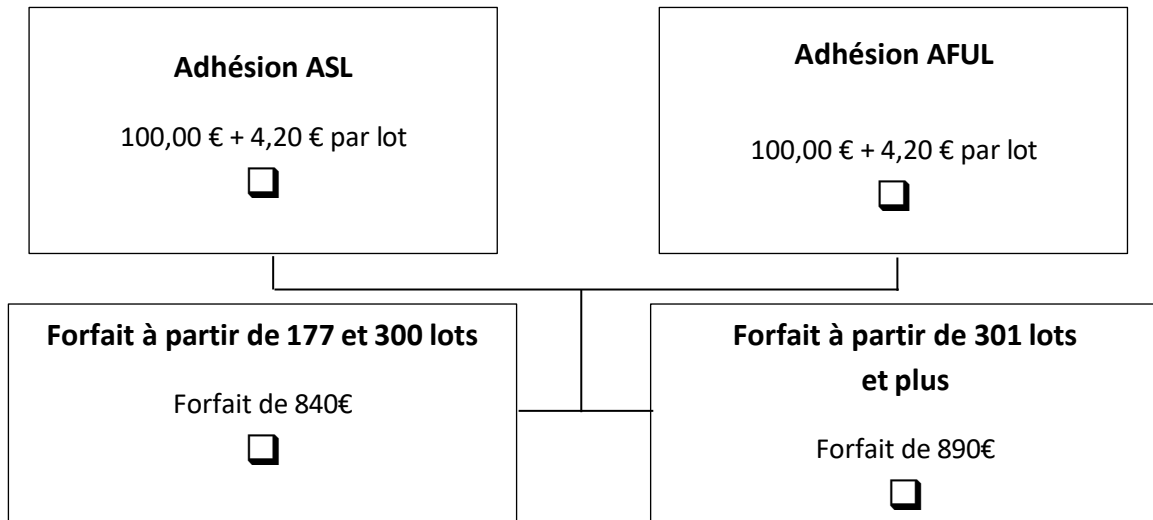 Adhésion ASL
100,00 € + 4,20 € par lot
❑
Adhésion AFUL
100,00 € + 4,20 € par lot
❑
Forfait à partir de 177 et 300 lots
Forfait de 840€
❑
Forfait à partir de 301 lots
et plus
Forfait de 890€
❑